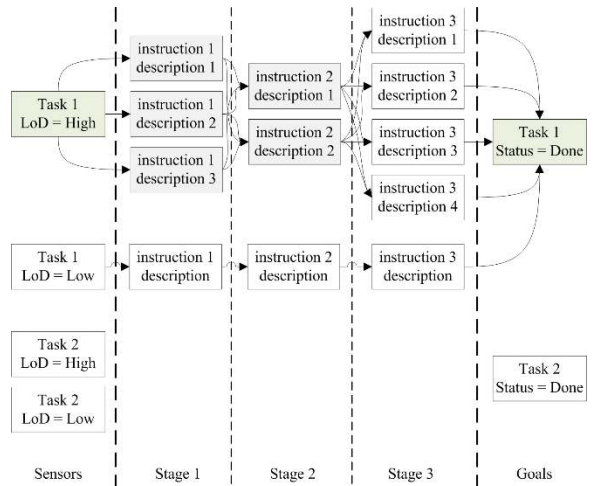 Task 1
LoD = High
Task 1
LoD = Low
Task 2
LoD = High
Task 2
LoD = Low
Sensors
instruction 1
description 1
instruction 1
description 2
instruction 1
description 3
instruction 1
description
Stage 1
instruction 2
description 1
instruction 2
description 2
instruction 2
description
Stage 2
instruction 3
description 1
instruction 3
description 2
instruction 3
description 3
instruction 3
description 4
instruction 3
description
Stage 3
Task 1
Status = Done
Task 2
Status = Done
Goals